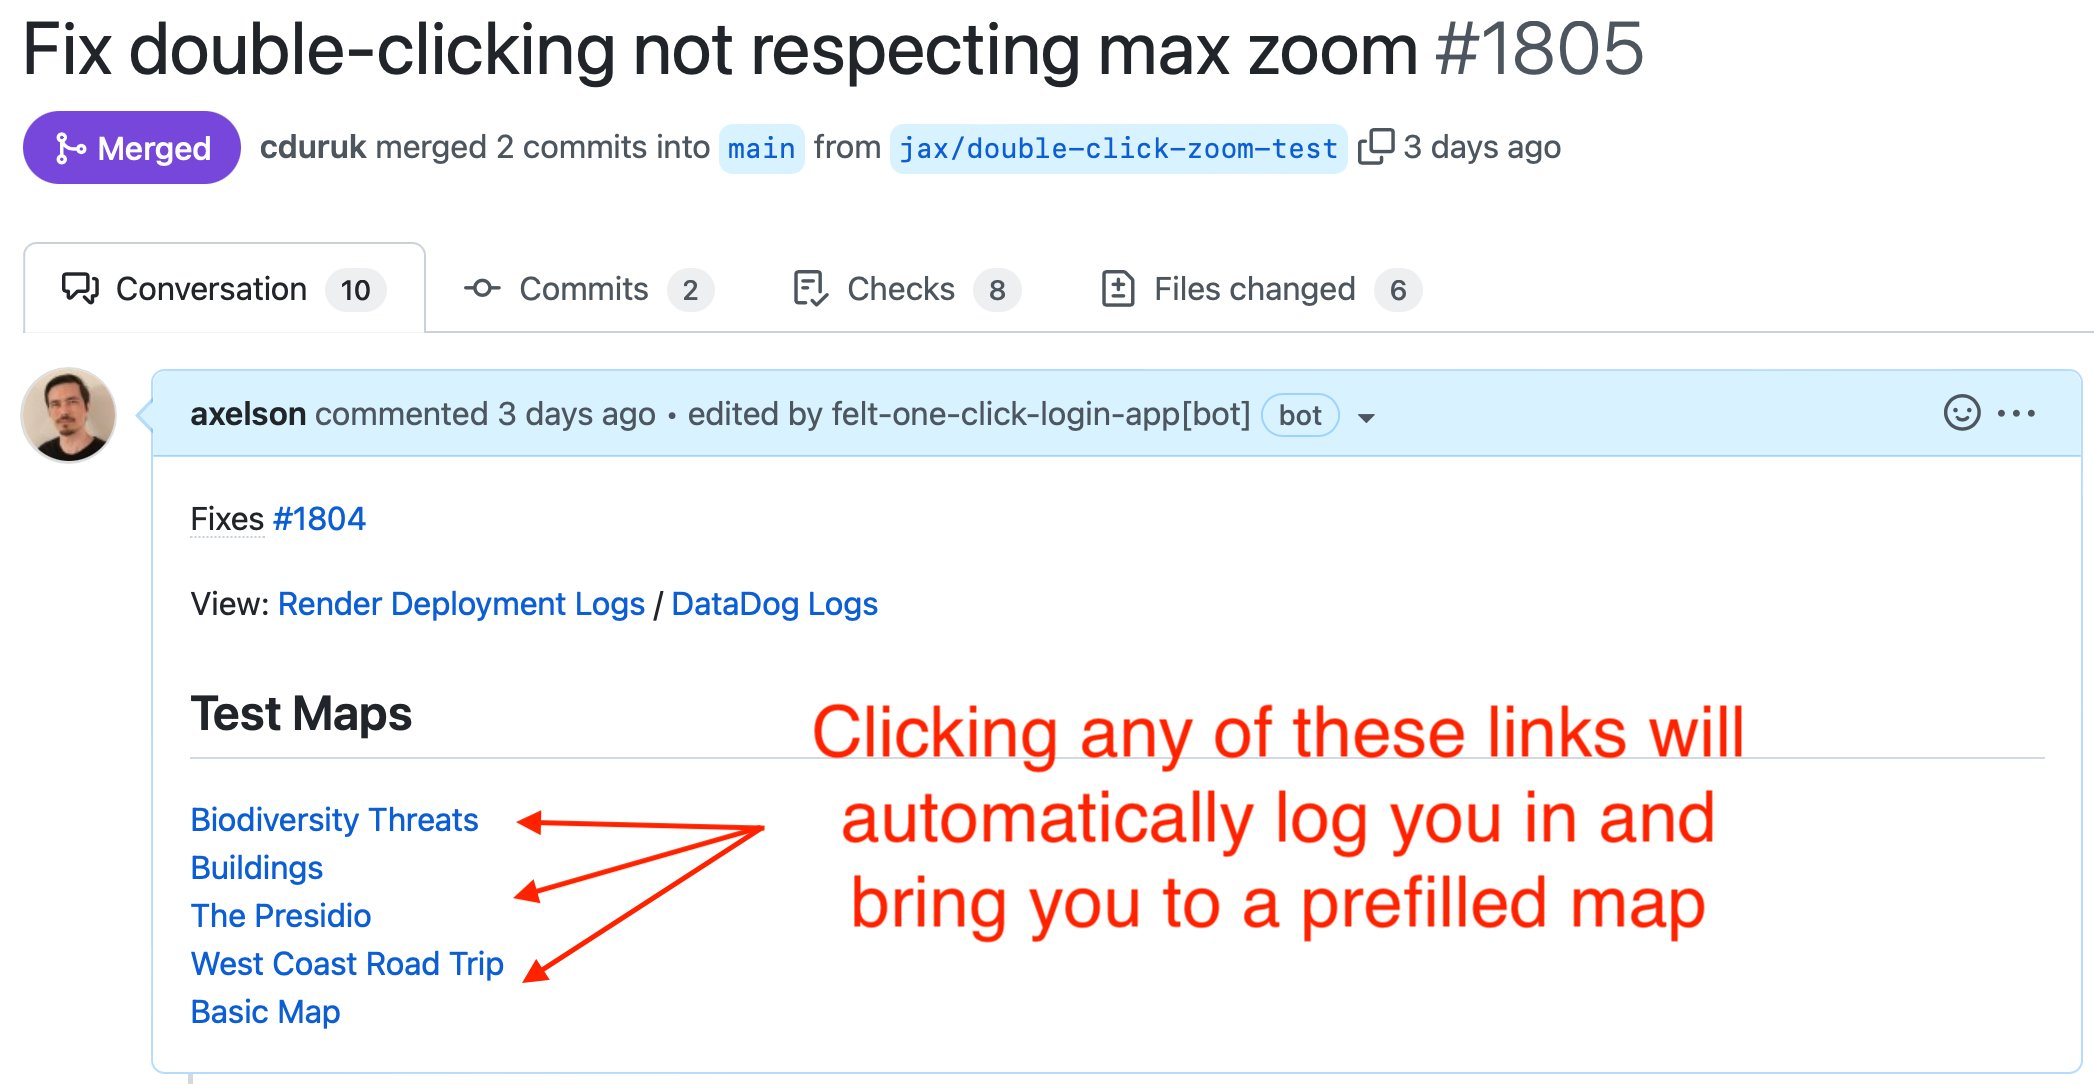 Fix double-clicking not respecting max zoom #1805
Merged cduruk merged 2 commits into main from jax/double-click-zoom-test 3 days ago
Conversation 10 Commits 2 Checks 8 Files changed 6
axelson commented 3 days ago • edited by felt-one-click-login-app[bot] bot
Fixes #1804
View: Render Deployment Logs / DataDog Logs
Test Maps
Clicking any of these links will
automatically log you in and
bring you to a prefilled map
Biodiversity Threats
Buildings
The Presidio
West Coast Road Trip
Basic Map